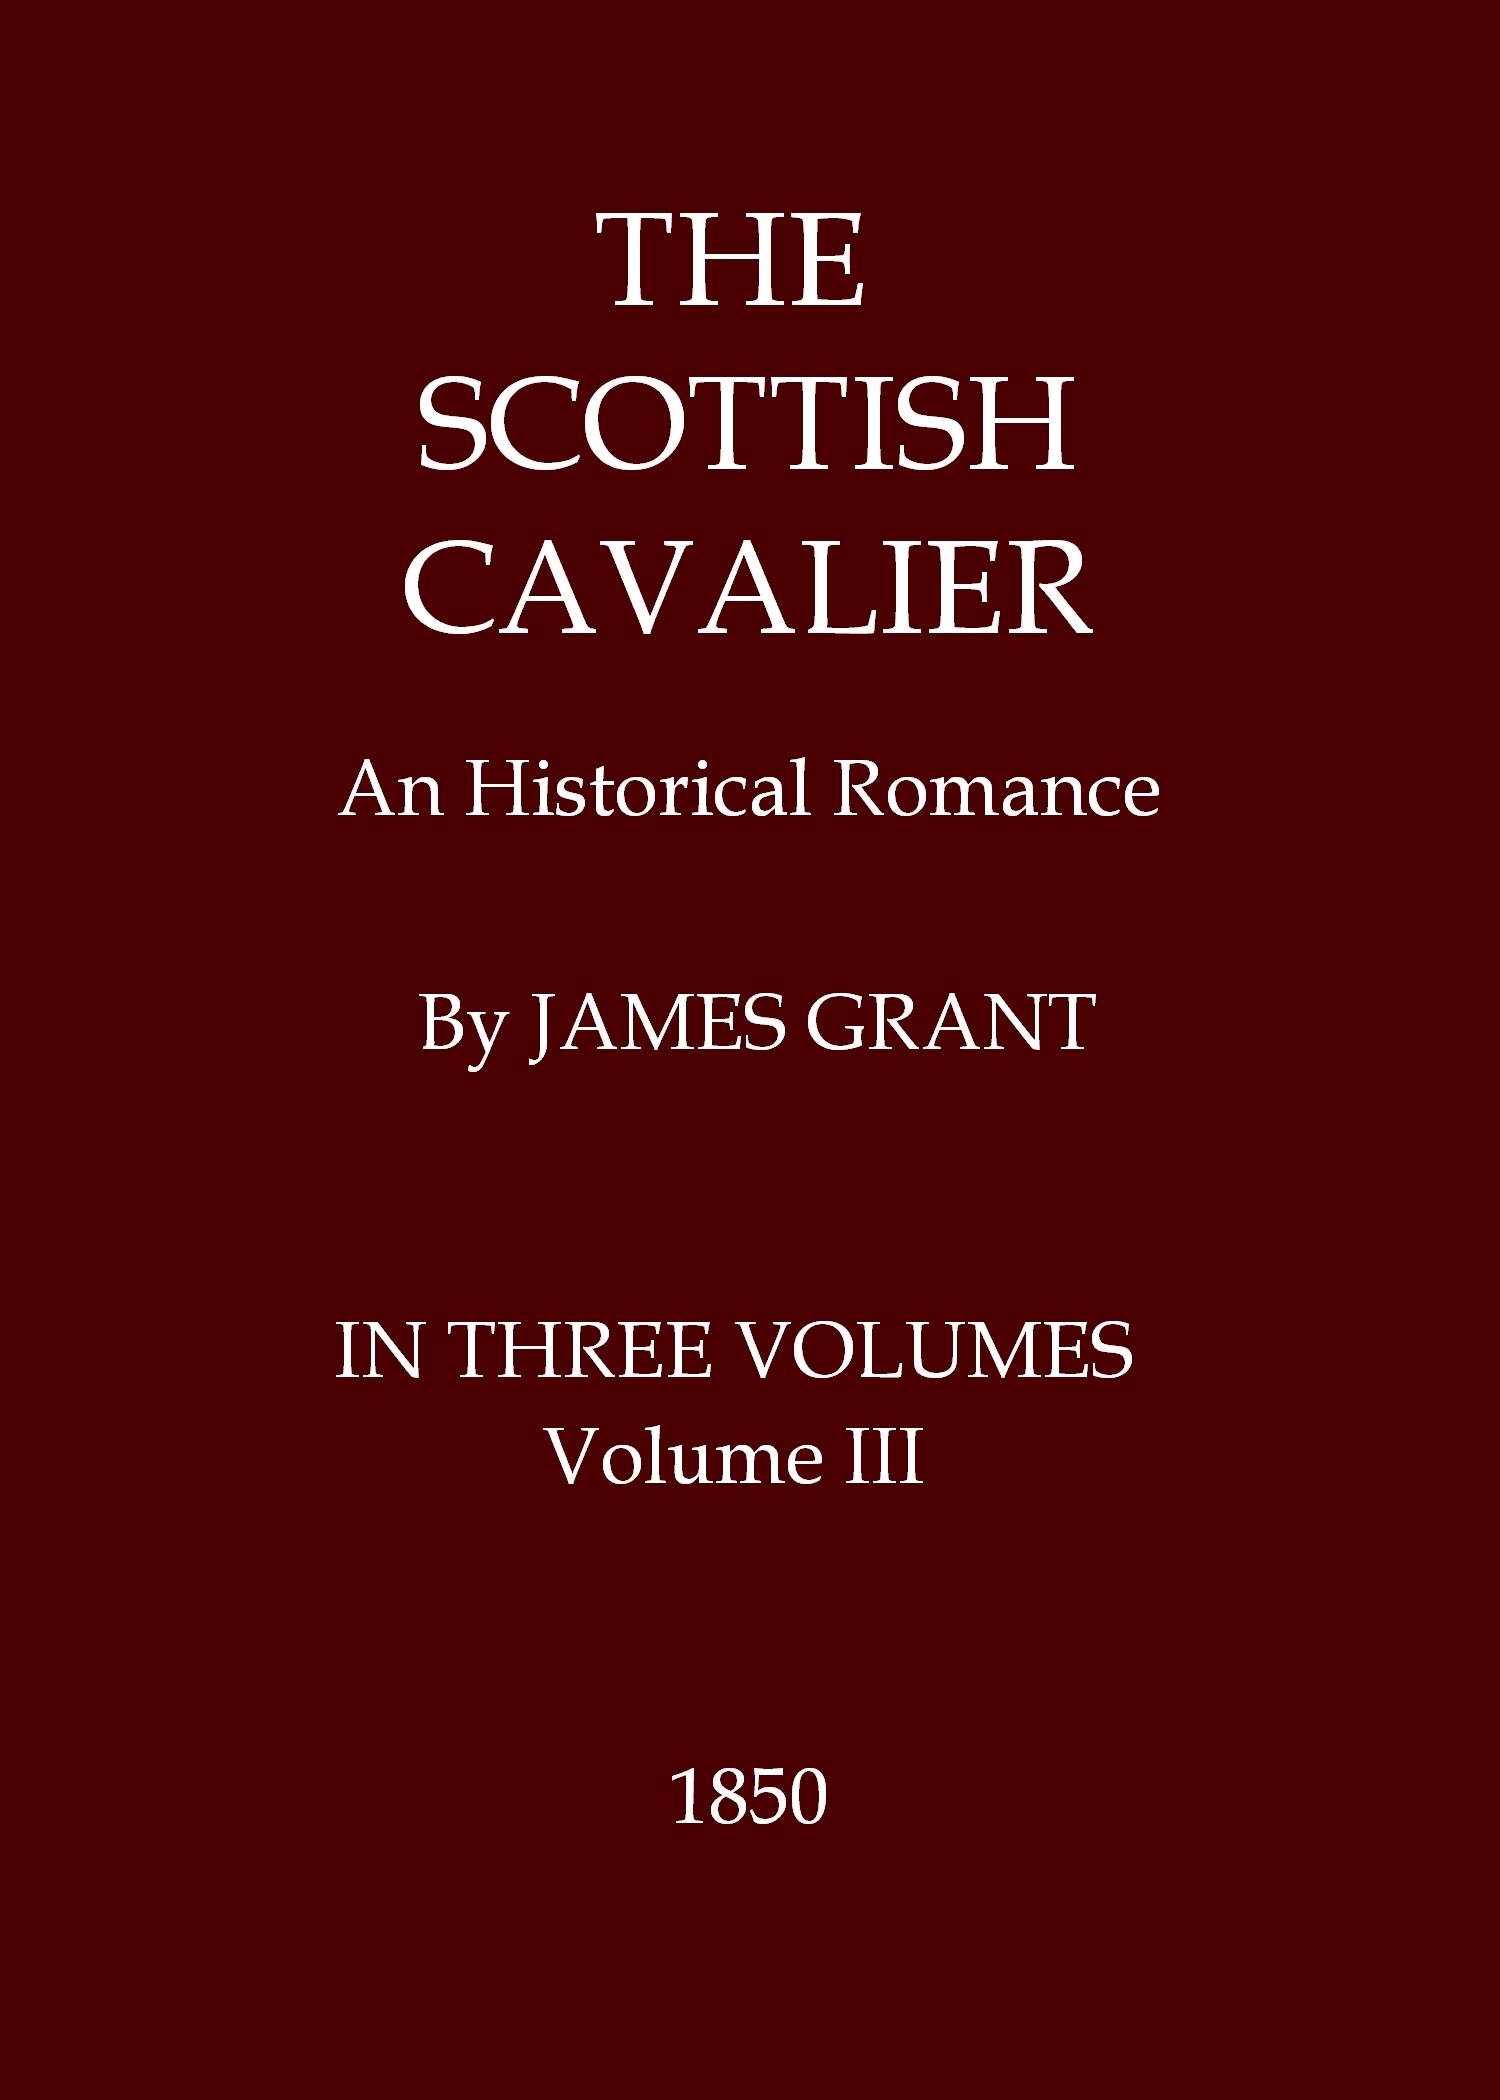 THE
SCOTTISH
CAVALIER
An Historical Romance
By JAMES GRANT
IN THREE VOLUMES
Volume III
1850